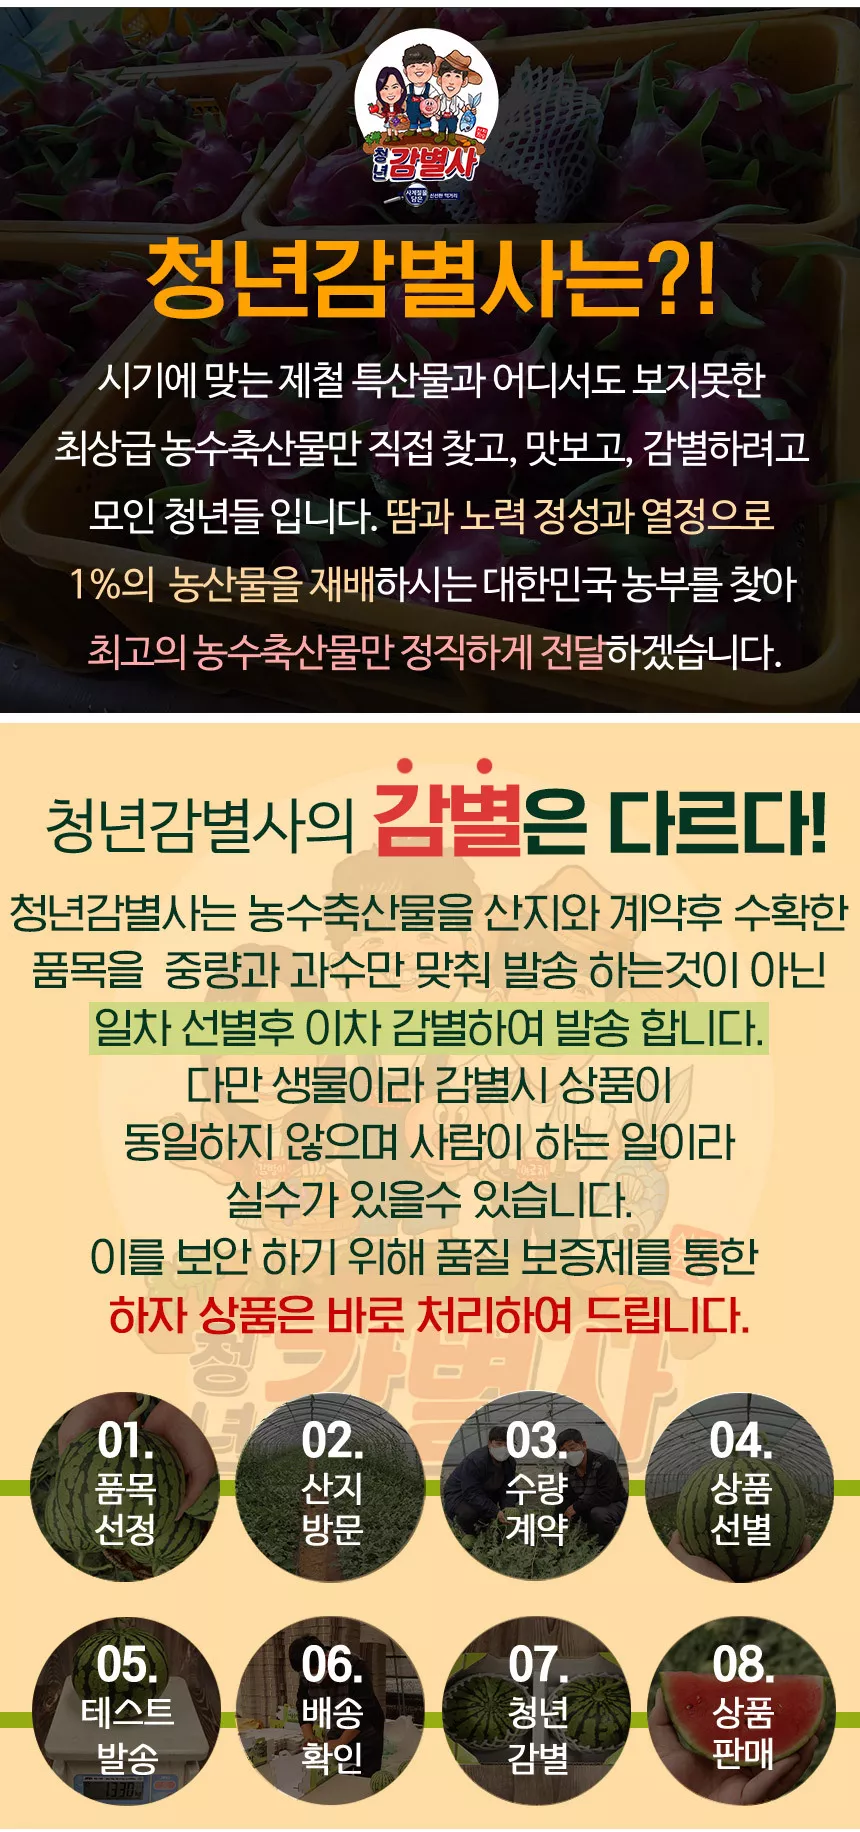 청년
감별사
사계절을
담은
신선한 먹거리
청년감별사는?!
시기에 맞는 제철 특산물과 어디서도 보지못한
최상급 농수축산물만 직접 찾고, 맛보고, 감별하려고
모인 청년들 입니다. 땀과 노력 정성과 열정으로
1%의 농산물을 재배하시는 대한민국 농부를 찾아
최고의 농수축산물만 정직하게 전달하겠습니다.
청년감별사의 감별은 다르다!
청년감별사는 농수축산물을 산지와 계약후 수확한
품목을 중량과 과수만 맞춰 발송 하는것이 아닌
일차 선별후 이차 감별하여 발송 합니다.
다만 생물이라 감별시 상품이
동일하지 않으며 사람이 하는 일이라
실수가 있을수 있습니다.
이를 보안 하기 위해 품질 보증제를 통한
하자 상품은 바로 처리하여 드립니다.
청년
감별사
01.
품목
선정
02.
산지
방문
03.
수량
계약
04.
상품
선별
05.
테스트
발송
1330
06.
배송
확인
07.
청년
감별
08.
상품
판매